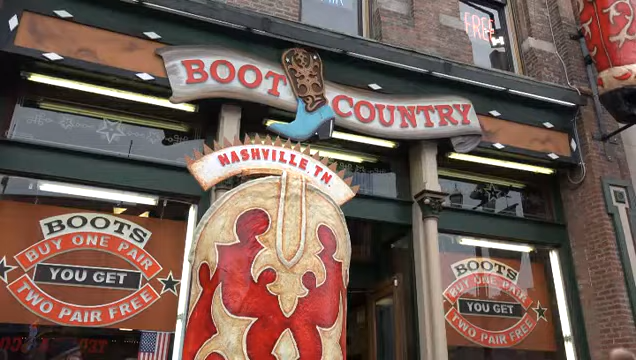 FREE
BOOT COUNTRY
NASHVILLE, TN.
BOOTS
BUY ONE PAIR
YOU GET
TWO PAIR FREE
BOOTS
BUY ONE PAIR
YOU GET
TWO PAIR FREE